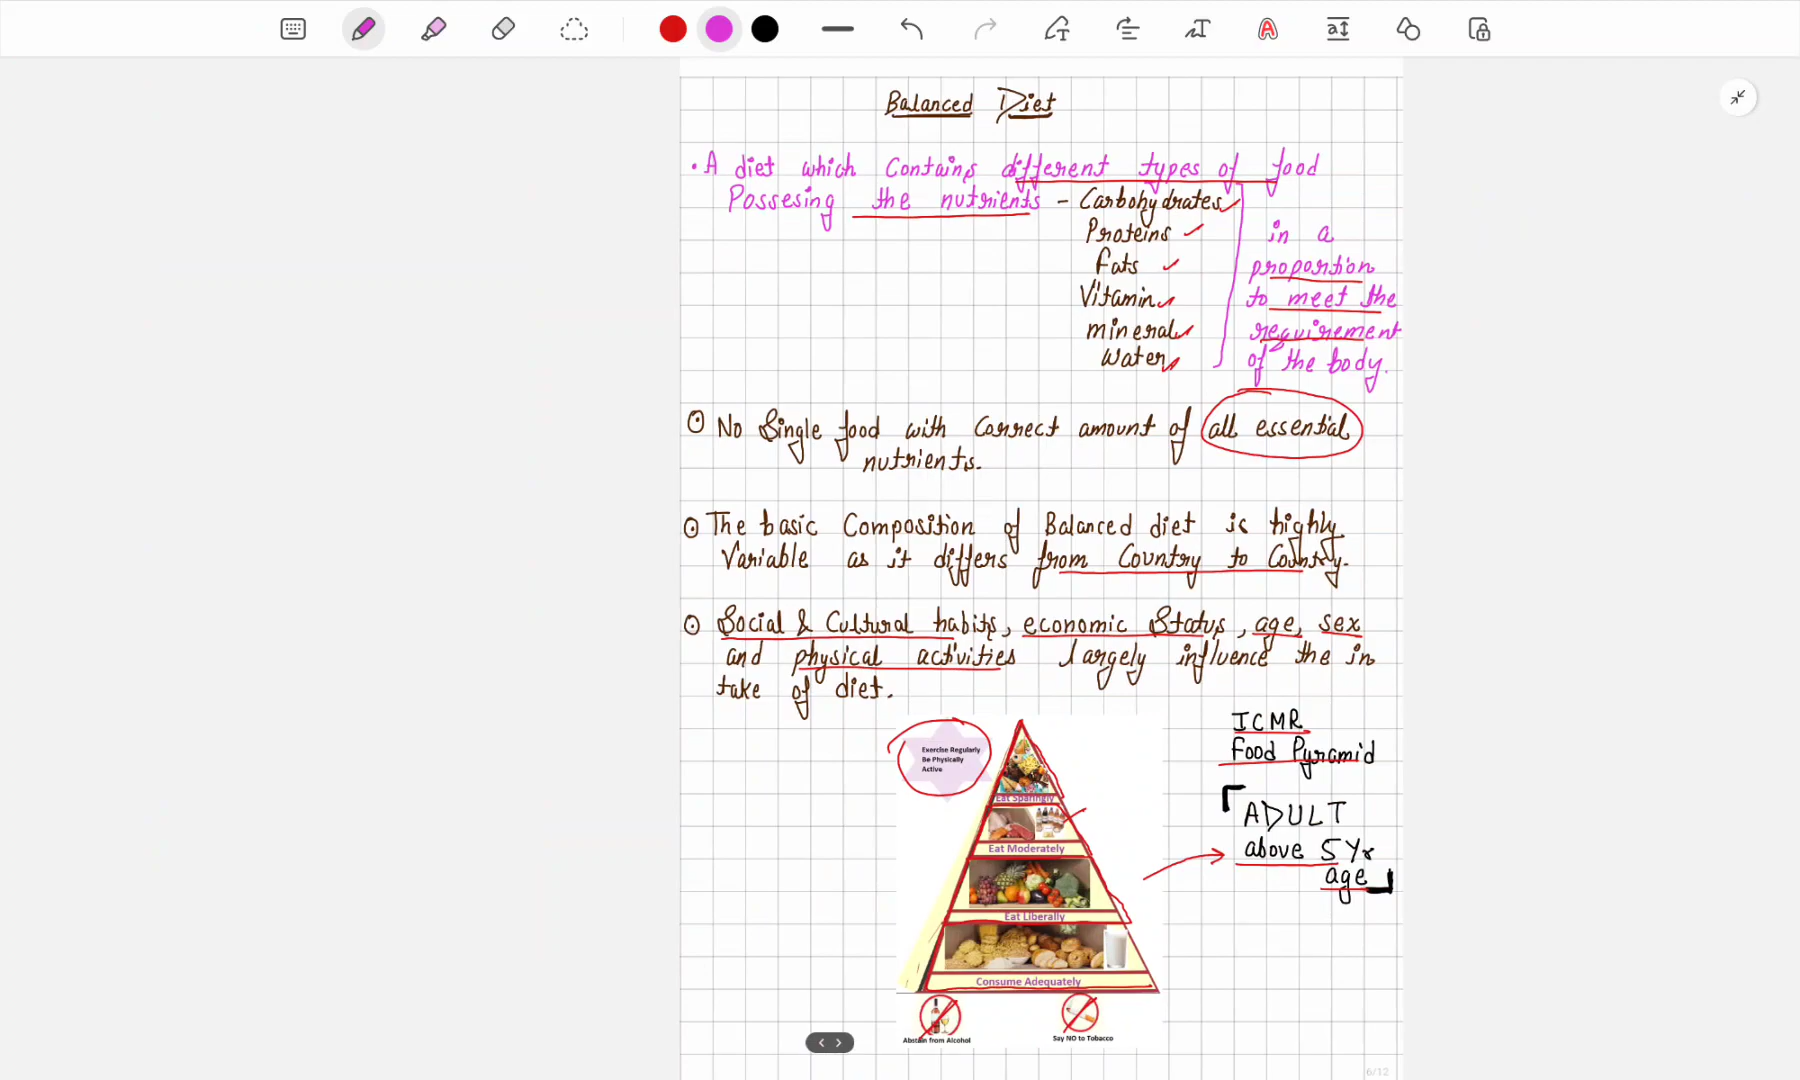 Balanced Diet
• A diet which Contains different types of food
Possesing the nutrients - Carbohydrates
Proteins
Fats
Vitamin
mineral
Water
in a
proportion
to meet the
requirement
of the body.
No Single food with Correct amount of all essential
nutrients.
The basic Composition of Balanced diet is highly
Variable as it differs from Country to Country.
Social & Cultural habits, economic Status, age, sex
and physical activities largely influence the in
take of diet.
Exercise Regularly
Be Physically
Active
Eat Sparingly
Eat Moderately
Eat Liberally
Consume Adequately
Abstain from Alcohol
Say NO to Tobacco
ICMR
Food Pyramid
ADULT
above 5 Yr
age
6/12